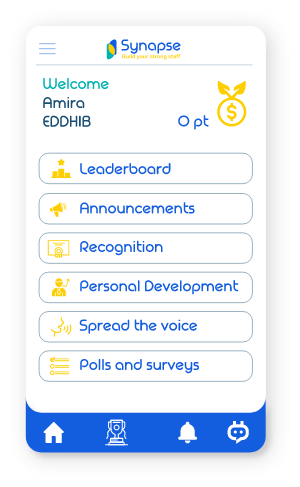 Synapse
Build your strong staff
Welcome
Amira
EDDHIB
0 pt
Leaderboard
Announcements
Recognition
Personal Development
Spread the voice
Polls and surveys